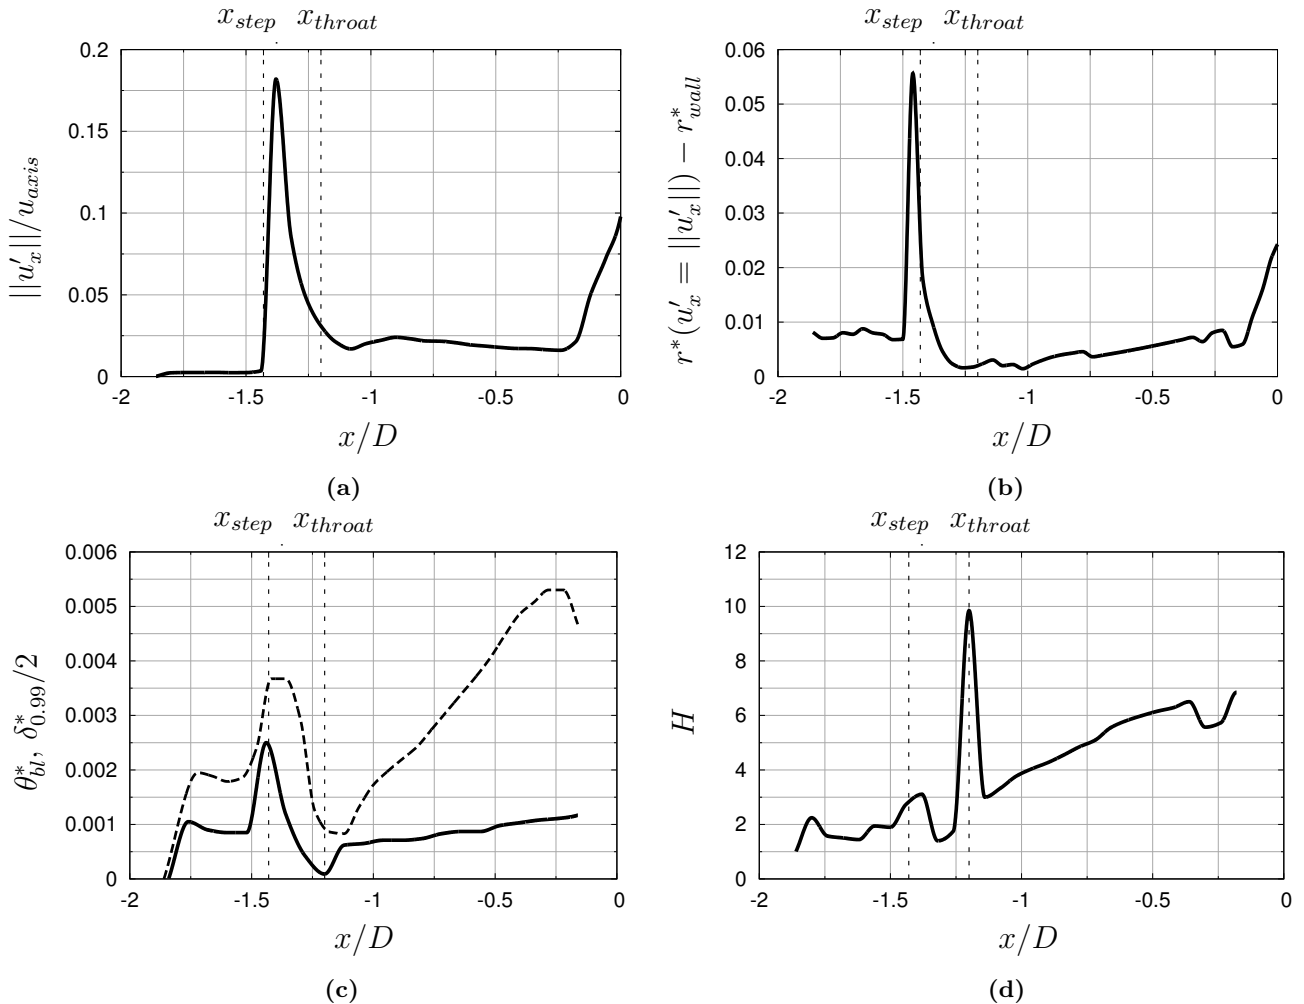 x_step x_throat
||u'_x||/u_axis
0.2
0.15
0.1
0.05
0
-2 -1.5 -1 -0.5 0
x/D
(a)
x_step x_throat
r*(u'_x = ||u'_x||) − r*_wall
0.06
0.05
0.04
0.03
0.02
0.01
0
-2 -1.5 -1 -0.5 0
x/D
(b)
x_step x_throat
θ*_bl, δ*_0.99/2
0.006
0.005
0.004
0.003
0.002
0.001
0
-2 -1.5 -1 -0.5 0
x/D
(c)
x_step x_throat
H
12
10
8
6
4
2
0
-2 -1.5 -1 -0.5 0
x/D
(d)